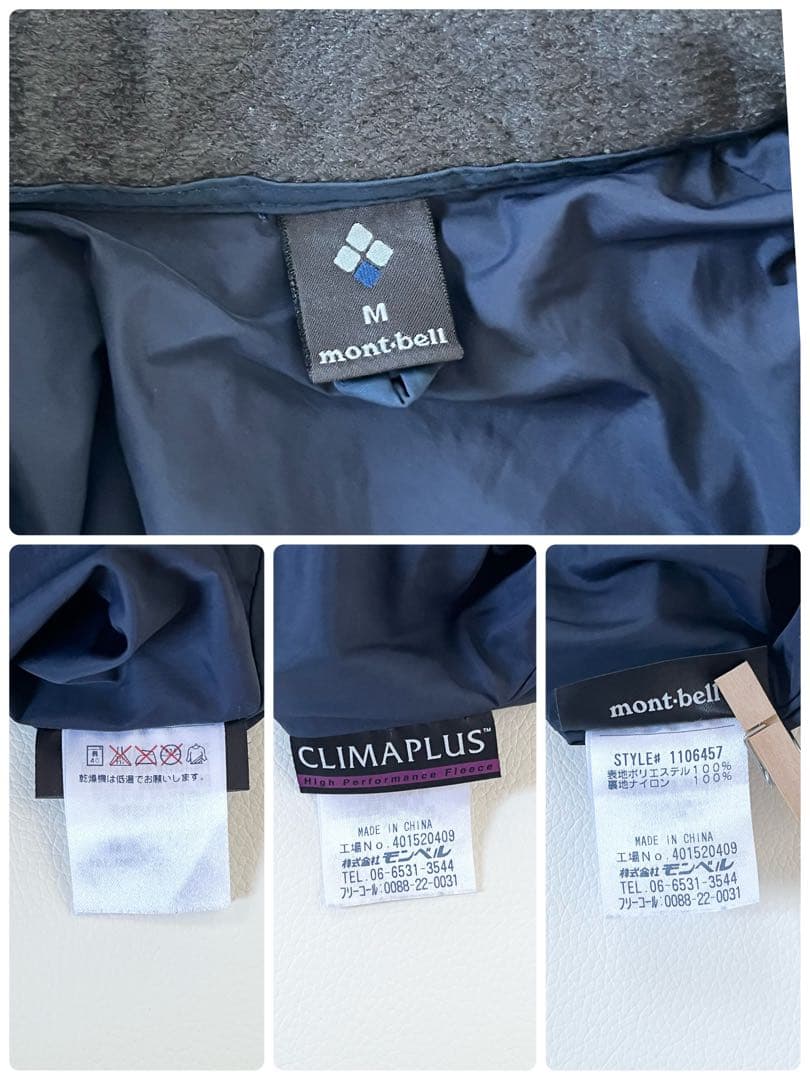 M
mont·bell
乾燥機は低温でお願いします。
CLIMAPLUS™
High Performance Fleece
MADE IN CHINA
工場No.401520409
株式会社モンベル
TEL.06-6531-3544
フリーコール:0088-22-0031
mont·bell
STYLE# 1106457
表地ポリエステル100%
裏地ナイロン 100%
MADE IN CHINA
工場No.401520409
株式会社モンベル
TEL.06-6531-3544
フリーコール:0088-22-0031